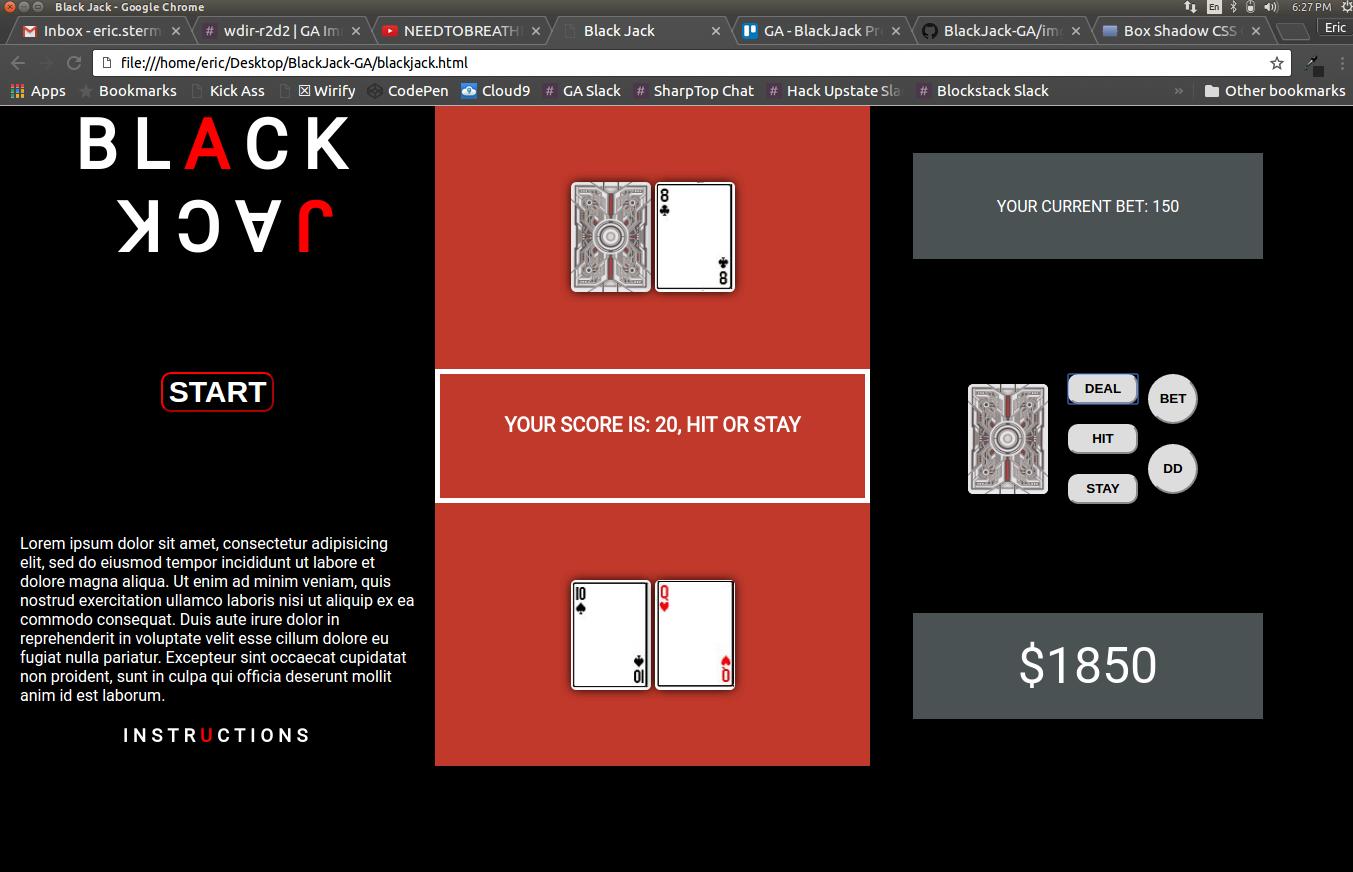 Black Jack - Google Chrome
En
6:27 PM
Inbox - eric.sterm
wdir-r2d2 | GA Im
NEEDTOBREATH
Black Jack
GA - BlackJack Pr
BlackJack-GA/im
Box Shadow CSS
Eric
file:///home/eric/Desktop/BlackJack-GA/blackjack.html
Apps
Bookmarks
Kick Ass
Wirify
CodePen
Cloud9
GA Slack
SharpTop Chat
Hack Upstate Sla
Blockstack Slack
»
Other bookmarks
BLACK
JACK
START
Lorem ipsum dolor sit amet, consectetur adipisicing
elit, sed do eiusmod tempor incididunt ut labore et
dolore magna aliqua. Ut enim ad minim veniam, quis
nostrud exercitation ullamco laboris nisi ut aliquip ex ea
commodo consequat. Duis aute irure dolor in
reprehenderit in voluptate velit esse cillum dolore eu
fugiat nulla pariatur. Excepteur sint occaecat cupidatat
non proident, sunt in culpa qui officia deserunt mollit
anim id est laborum.
INSTRUCTIONS
8
8
YOUR SCORE IS: 20, HIT OR STAY
10
Q
10
Q
YOUR CURRENT BET: 150
DEAL
BET
HIT
DD
STAY
$1850